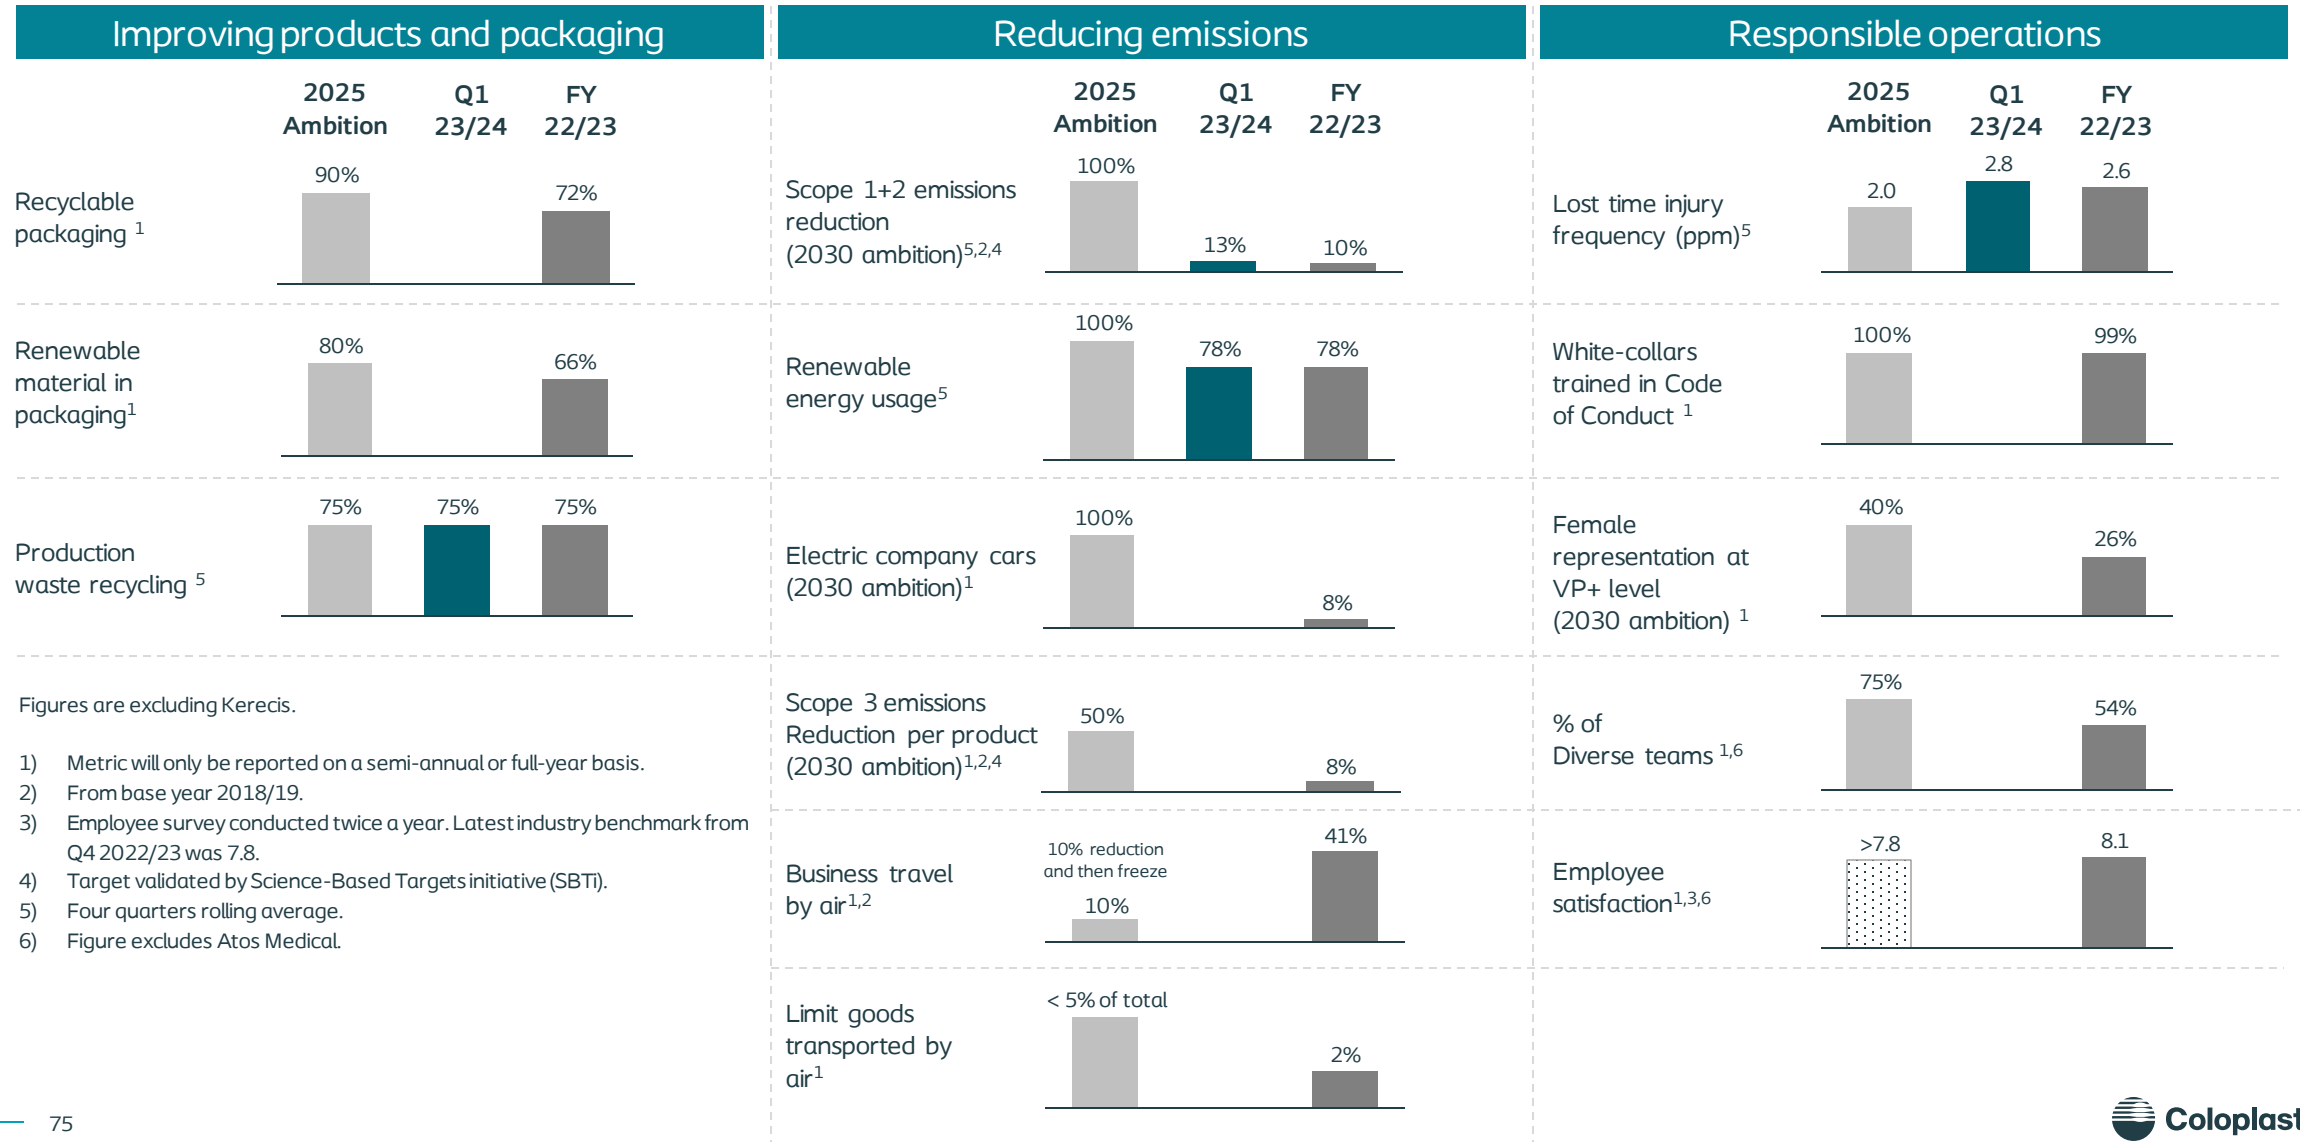 Improving products and packaging
2025 Ambition
Q1 23/24
FY 22/23
Recyclable
packaging 1
90%
72%
Renewable
material in
packaging1
80%
66%
Production
waste recycling 5
75%
75%
75%
Figures are excluding Kerecis.
1) Metric will only be reported on a semi-annual or full-year basis.
2) From base year 2018/19.
3) Employee survey conducted twice a year. Latest industry benchmark from
Q4 2022/23 was 7.8.
4) Target validated by Science-Based Targets initiative (SBTi).
5) Four quarters rolling average.
6) Figure excludes Atos Medical.
75
Reducing emissions
2025 Ambition
Q1 23/24
FY 22/23
Scope 1+2 emissions
reduction
(2030 ambition)5,2,4
100%
13%
10%
Renewable
energy usage5
100%
78%
78%
Electric company cars
(2030 ambition)1
100%
8%
Scope 3 emissions
Reduction per product
(2030 ambition)1,2,4
50%
8%
Business travel
by air1,2
10% reduction
and then freeze
10%
41%
Limit goods
transported by
air1
< 5% of total
2%
Responsible operations
2025 Ambition
Q1 23/24
FY 22/23
Lost time injury
frequency (ppm)5
2.0
2.8
2.6
White-collars
trained in Code
of Conduct 1
100%
99%
Female
representation at
VP+ level
(2030 ambition) 1
40%
26%
% of
Diverse teams 1,6
75%
54%
Employee
satisfaction1,3,6
>7.8
8.1
Coloplast